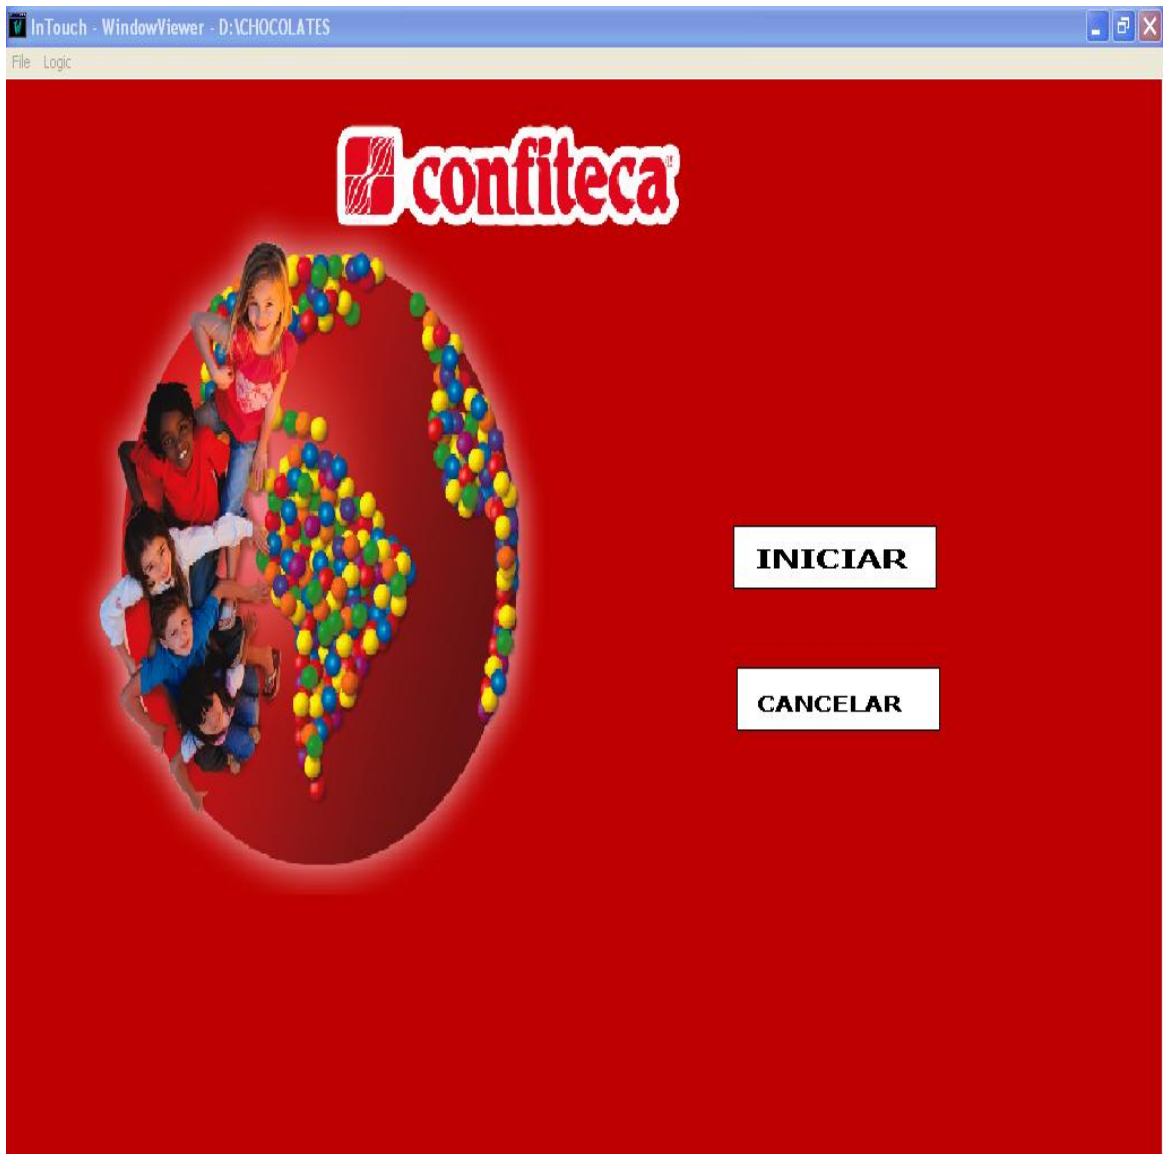 InTouch - WindowViewer - D:\CHOCOLATES
File Logic
confiteca
INICIAR
CANCELAR